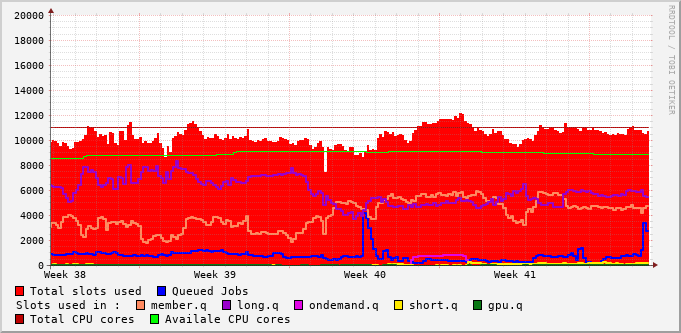 20000
18000
16000
14000
12000
10000
8000
6000
4000
2000
0
Week 38 Week 39 Week 40 Week 41
RRDTOOL / TOBI OETIKER
Total slots used Queued Jobs
Slots used in : member.q long.q ondemand.q short.q gpu.q
Total CPU cores Availale CPU cores